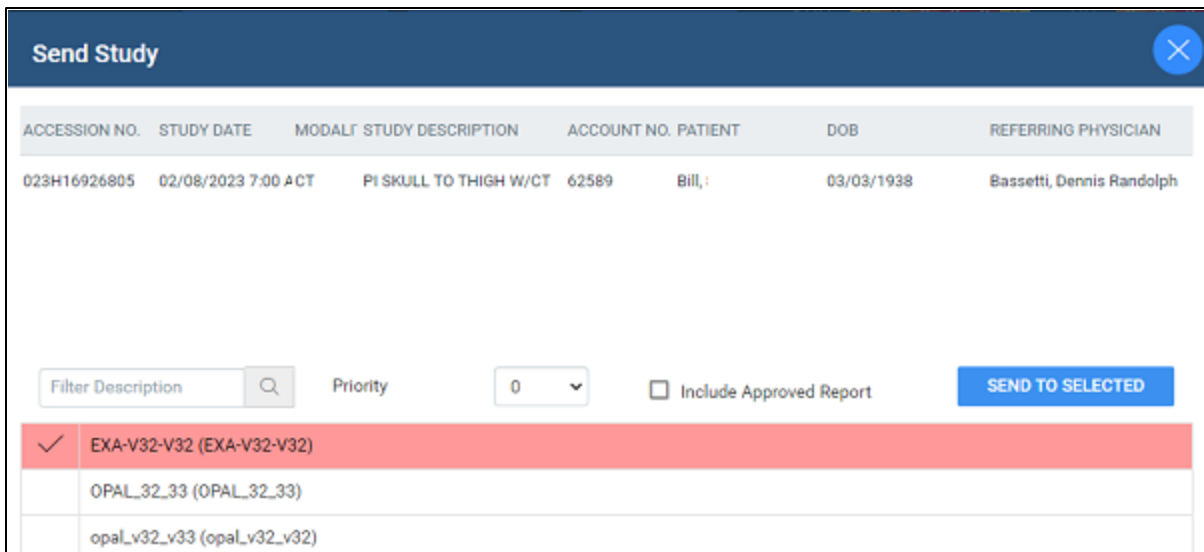 Send Study
ACCESSION NO. STUDY DATE MODALI STUDY DESCRIPTION ACCOUNT NO. PATIENT DOB REFERRING PHYSICIAN
023H16926805 02/08/2023 7:00 A CT PI SKULL TO THIGH W/CT 62589 Bill, 03/03/1938 Bassetti, Dennis Randolph
Filter Description Priority 0 Include Approved Report SEND TO SELECTED
EXA-V32-V32 (EXA-V32-V32)
OPAL_32_33 (OPAL_32_33)
opal_v32_v33 (opal_v32_v32)